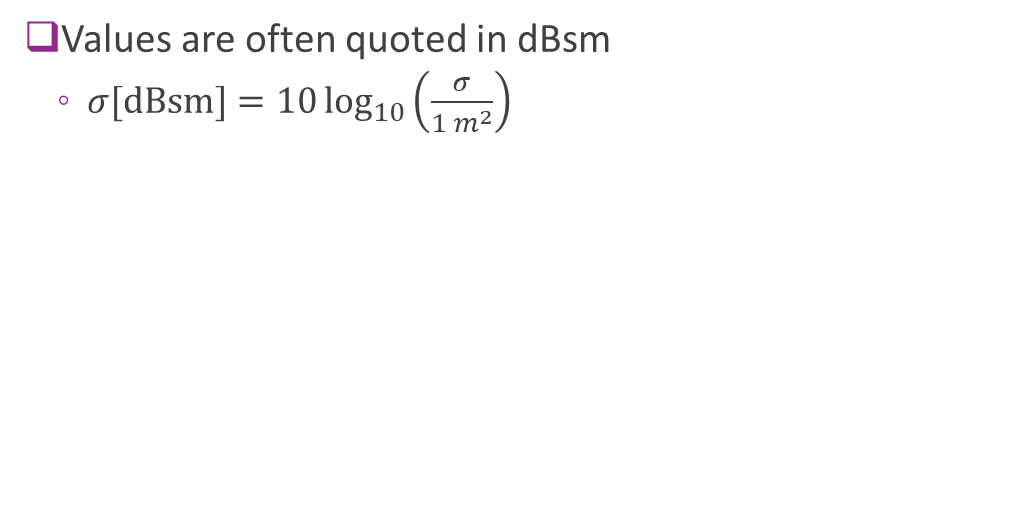 ❑Values are often quoted in dBsm
◦ σ[dBsm] = 10 log₁₀ (σ / 1 m²)